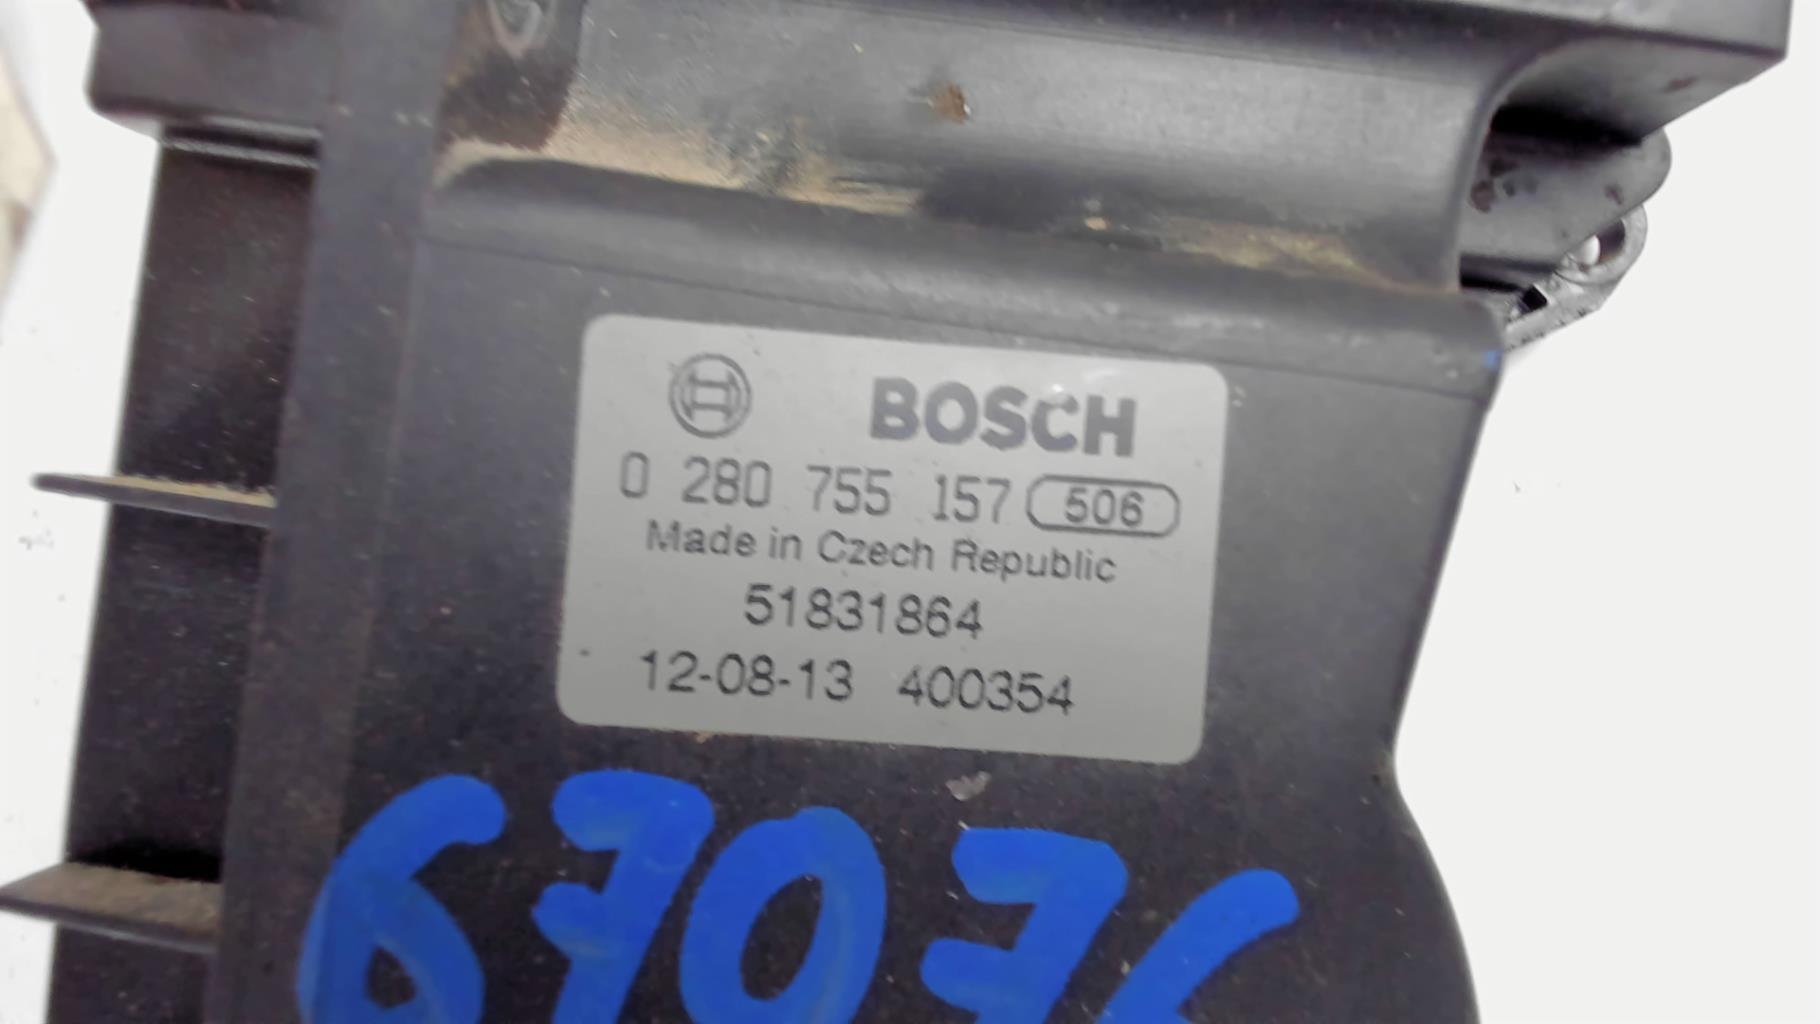 BOSCH
0 280 755 157 506
Made in Czech Republic
51831864
12-08-13 400354
67076